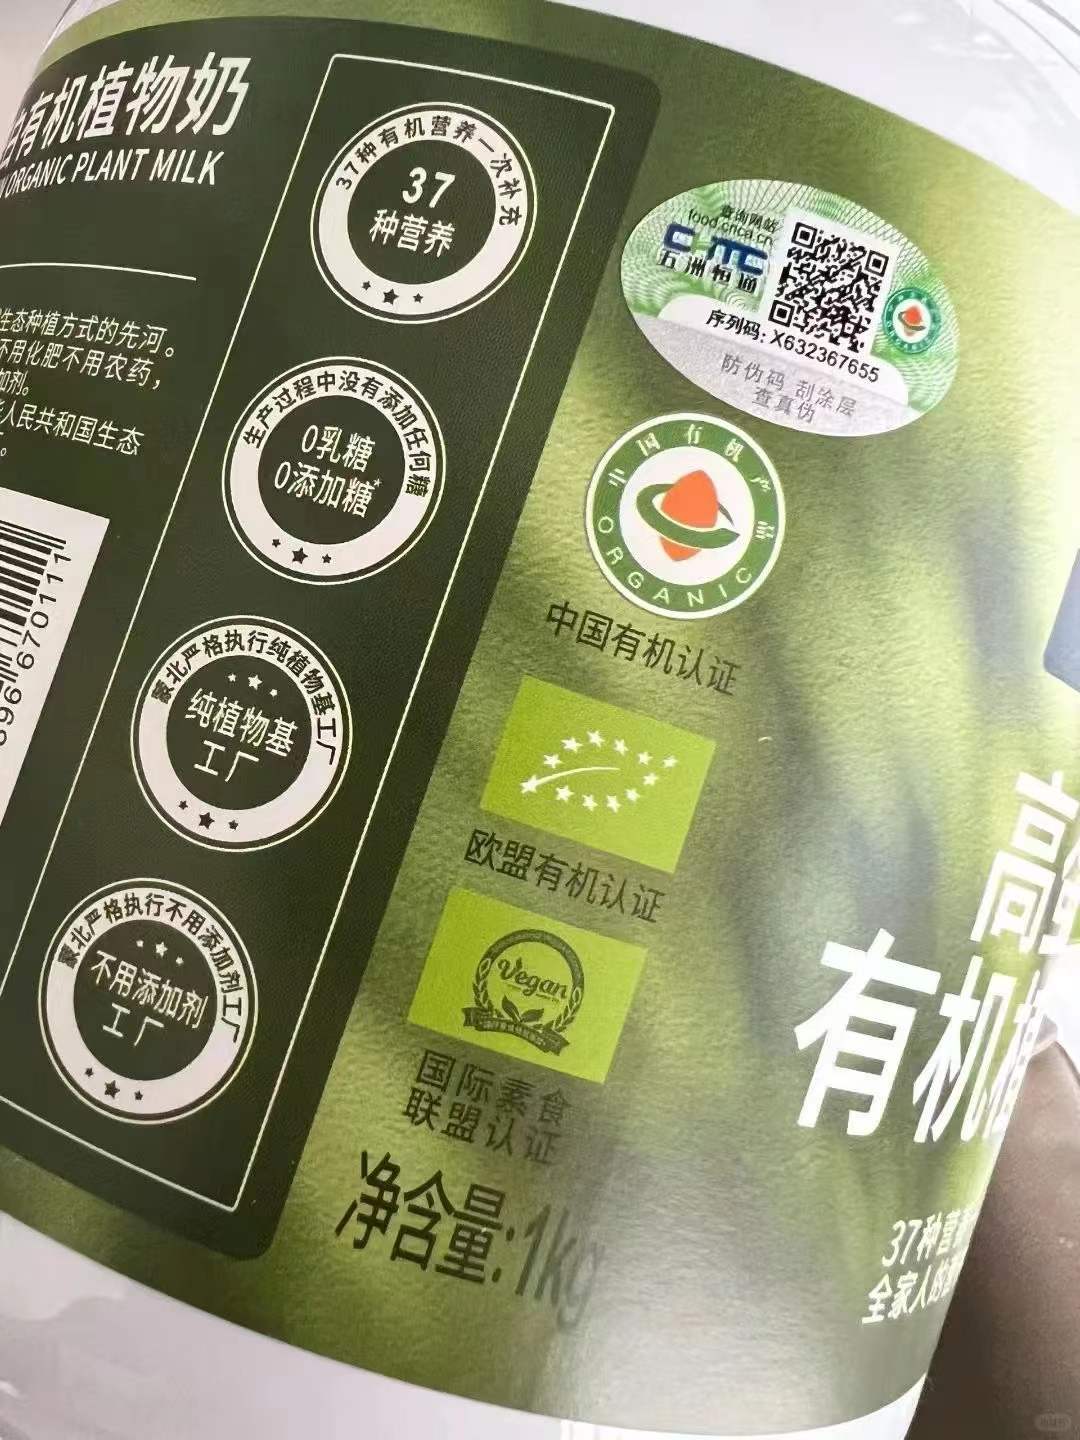 有机植物奶
ORGANIC PLANT MILK
生态种植方式的先河。
不用化肥不用农药，
加剂。
人民共和国生态
670111
37种有机营养一次补充
37
种营养
生产过程中没有添加任何糖
0乳糖
0添加糖*
蒙北严格执行纯植物基工厂
纯植物基
工厂
蒙北严格执行不用添加剂工厂
不用添加剂
工厂
查询网站
food.cnca.cn
CHTC
五洲恒通
序列码: X632367655
防伪码 刮涂层
查真伪
ORGANIC
中国有机产品
ORGANIC
中国有机认证
欧盟有机认证
Vegan
国际素食
联盟认证
净含量:1kg
高
有机植
37种营养
全家人的